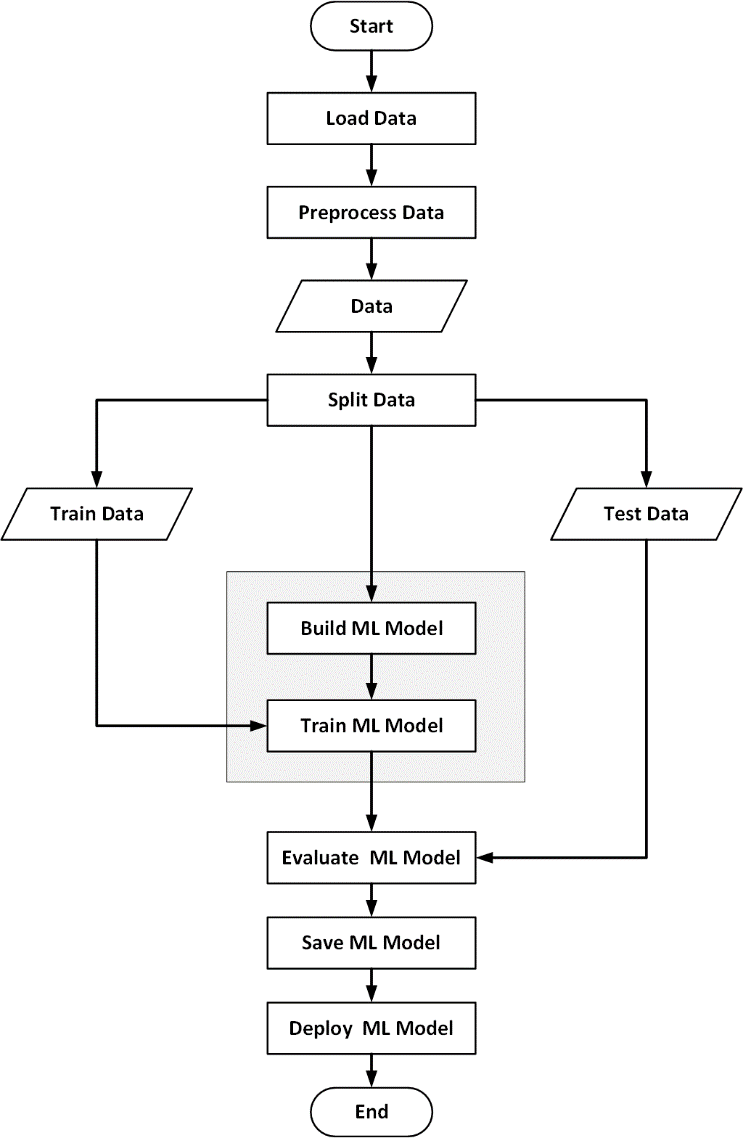 Start
Load Data
Preprocess Data
Data
Split Data
Train Data
Test Data
Build ML Model
Train ML Model
Evaluate  ML Model
Save ML Model
Deploy  ML Model
End